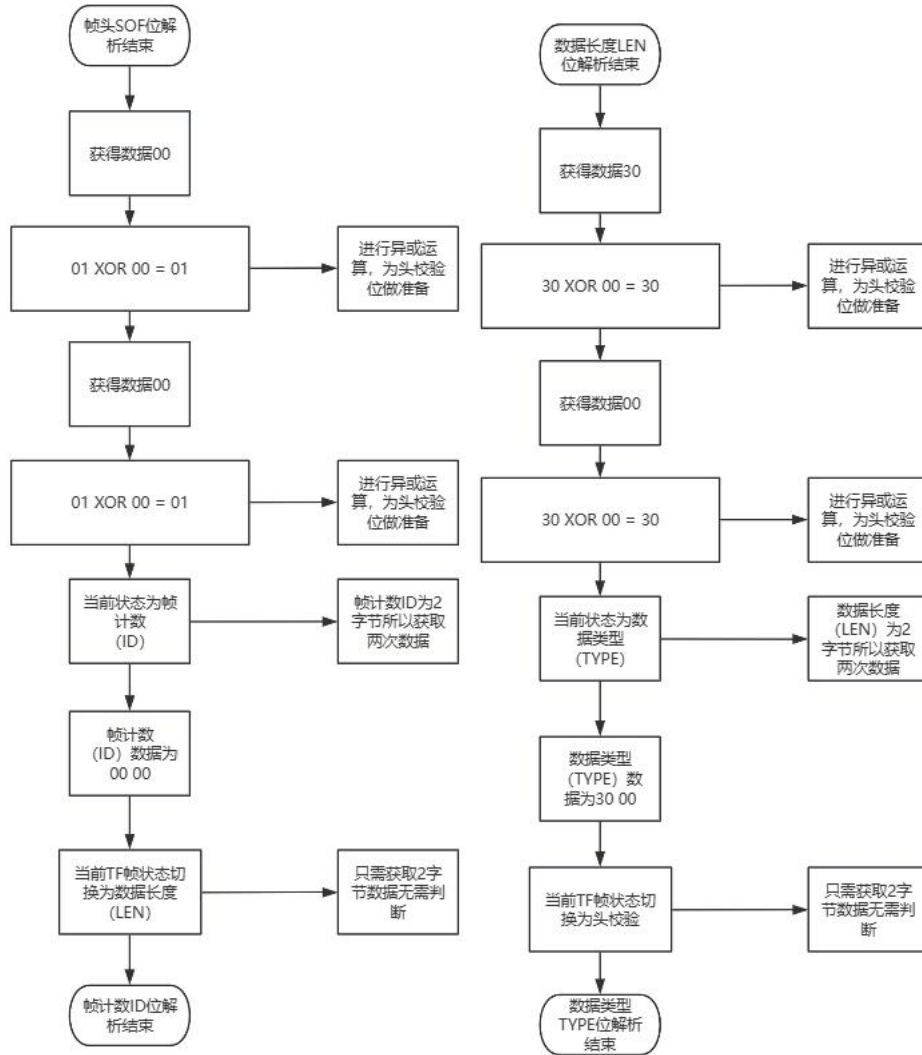 帧头SOF位解
析结束
获得数据00
01 XOR 00 = 01
进行异或运
算，为头校验
位做准备
获得数据00
01 XOR 00 = 01
进行异或运
算，为头校验
位做准备
当前状态为帧
计数
（ID）
帧计数ID为2
字节所以获取
两次数据
帧计数
（ID）数据为
00 00
当前TF帧状态切
换为数据长度
（LEN）
只需获取2字
节数据无需判
断
帧计数ID位解
析结束
数据长度LEN
位解析结束
获得数据30
30 XOR 00 = 30
进行异或运
算，为头校验
位做准备
获得数据00
30 XOR 00 = 30
进行异或运
算，为头校验
位做准备
当前状态为数
据类型
（TYPE）
数据长度
（LEN）为2
字节所以获取
两次数据
数据类型
（TYPE）数
据为30 00
当前TF帧状态切
换为头校验
只需获取2字
节数据无需判
断
数据类型
TYPE位解析
结束